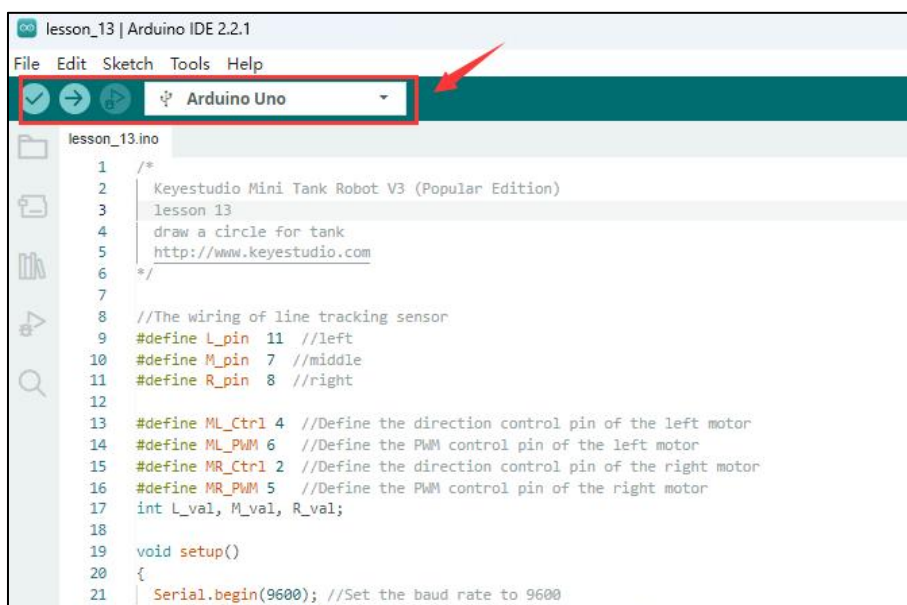 lesson_13 | Arduino IDE 2.2.1
File Edit Sketch Tools Help
Arduino Uno
lesson_13.ino
1 /*
2 Keyestudio Mini Tank Robot V3 (Popular Edition)
3 lesson 13
4 draw a circle for tank
5 http://www.keyestudio.com
6 */
7
8 //The wiring of line tracking sensor
9 #define L_pin 11 //left
10 #define M_pin 7 //middle
11 #define R_pin 8 //right
12
13 #define ML_Ctrl 4 //Define the direction control pin of the left motor
14 #define ML_PWM 6 //Define the PWM control pin of the left motor
15 #define MR_Ctrl 2 //Define the direction control pin of the right motor
16 #define MR_PWM 5 //Define the PWM control pin of the right motor
17 int L_val, M_val, R_val;
18
19 void setup()
20 {
21 Serial.begin(9600); //Set the baud rate to 9600